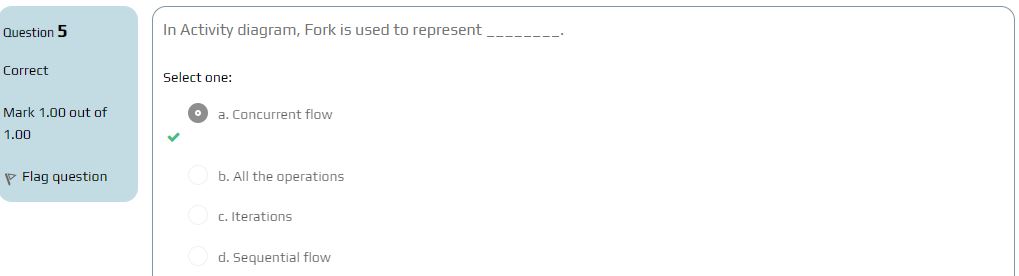 Question 5
Correct
Mark 1.00 out of
1.00
Flag question
In Activity diagram, Fork is used to represent ________.
Select one:
a. Concurrent flow
b. All the operations
c. Iterations
d. Sequential flow